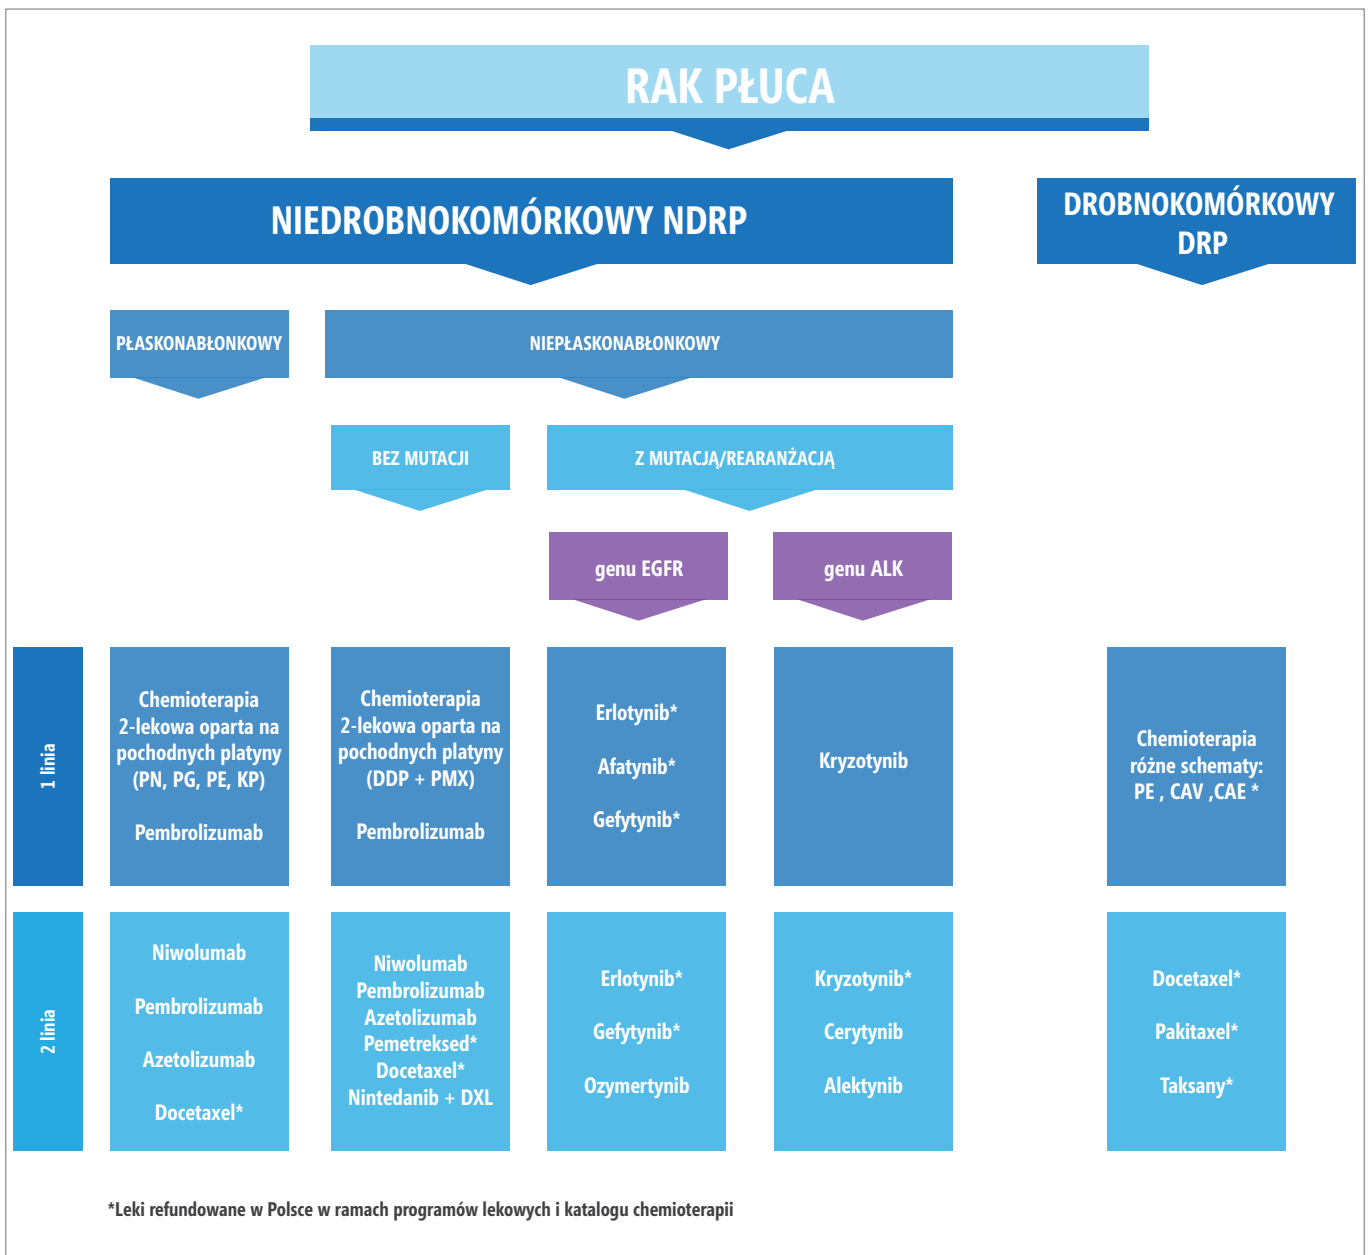 RAK PŁUCA
NIEDROBNOKOMÓRKOWY NDRP
DROBNOKOMÓRKOWY
DRP
PŁASKONABŁONKOWY
NIEPŁASKONABŁONKOWY
BEZ MUTACJI
Z MUTACJĄ/REARANŻACJĄ
genu EGFR
genu ALK
1 linia
Chemioterapia
2-lekowa oparta na
pochodnych platyny
(PN, PG, PE, KP)
Pembrolizumab
Chemioterapia
2-lekowa oparta na
pochodnych platyny
(DDP + PMX)
Pembrolizumab
Erlotynib*
Afatynib*
Gefytynib*
Kryzotynib
Chemioterapia
różne schematy:
PE , CAV ,CAE *
2 linia
Niwolumab
Pembrolizumab
Azetolizumab
Docetaxel*
Niwolumab
Pembrolizumab
Azetolizumab
Pemetreksed*
Docetaxel*
Nintedanib + DXL
Erlotynib*
Gefytynib*
Ozymertynib
Kryzotynib*
Cerytynib
Alektynib
Docetaxel*
Pakitaxel*
Taksany*
*Leki refundowane w Polsce w ramach programów lekowych i katalogu chemioterapii